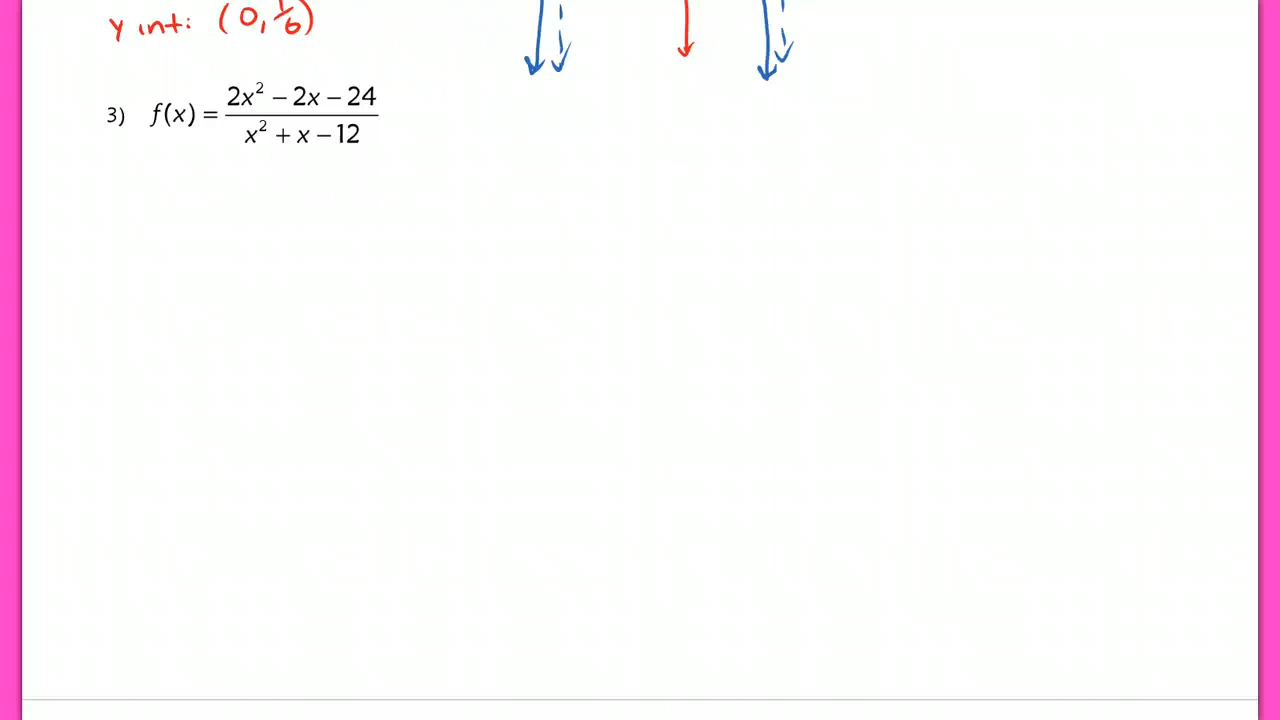 y int: (0, 1/6)
3) f(x) = (2x² − 2x − 24)/(x² + x − 12)